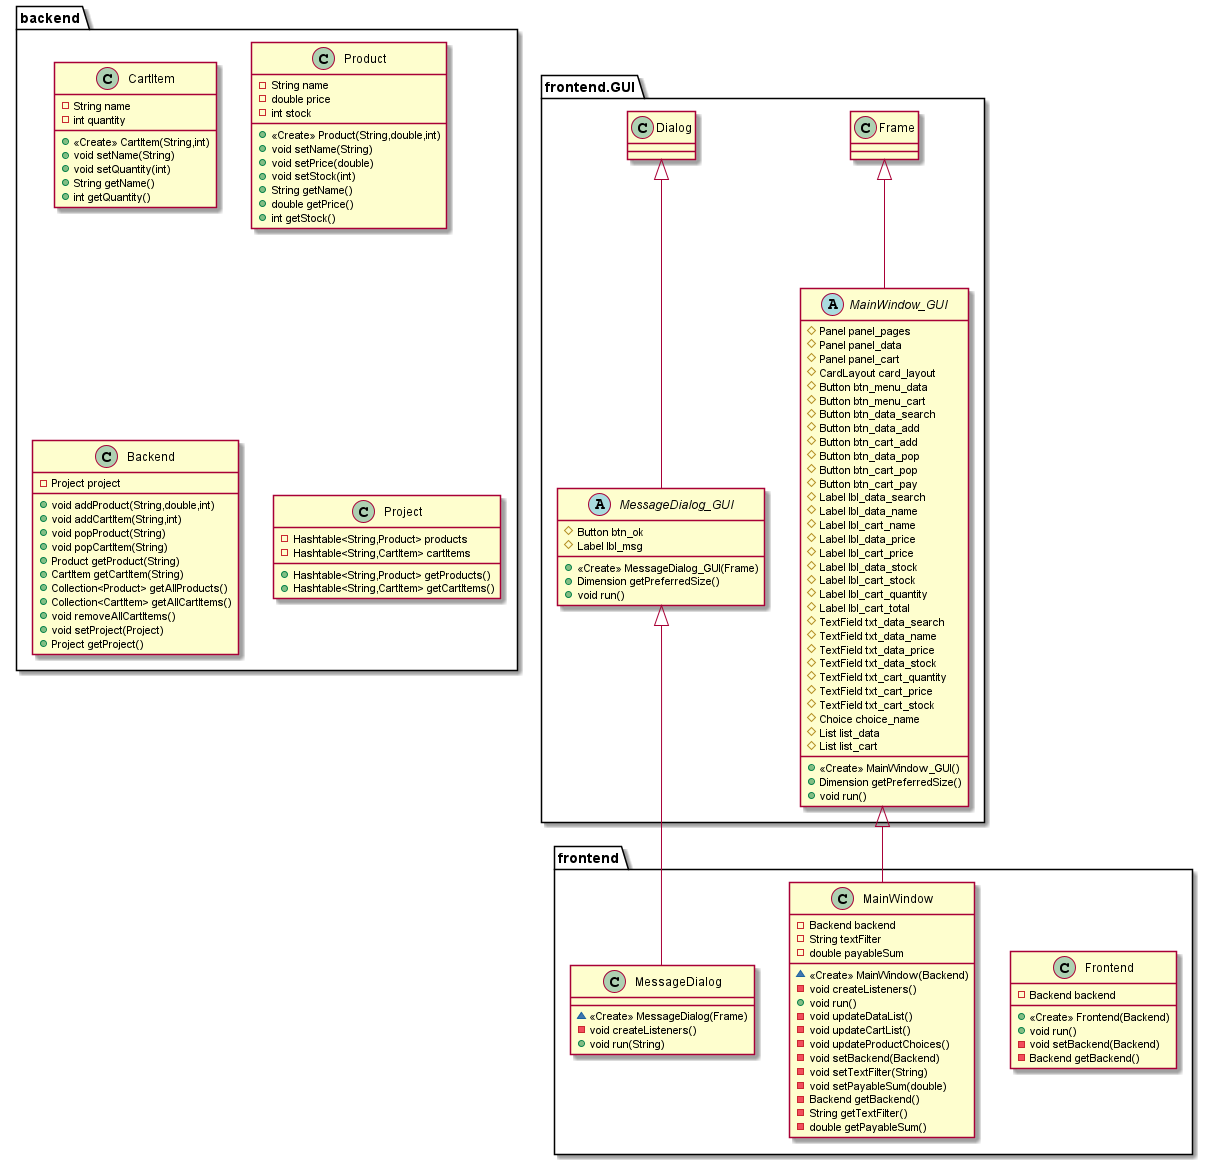 backend
C CartItem
String name
int quantity
«Create» CartItem(String,int)
void setName(String)
void setQuantity(int)
String getName()
int getQuantity()
C Product
String name
double price
int stock
«Create» Product(String,double,int)
void setName(String)
void setPrice(double)
void setStock(int)
String getName()
double getPrice()
int getStock()
C Backend
Project project
void addProduct(String,double,int)
void addCartItem(String,int)
void popProduct(String)
void popCartItem(String)
Product getProduct(String)
CartItem getCartItem(String)
Collection<Product> getAllProducts()
Collection<CartItem> getAllCartItems()
void removeAllCartItems()
void setProject(Project)
Project getProject()
C Project
Hashtable<String,Product> products
Hashtable<String,CartItem> cartItems
Hashtable<String,Product> getProducts()
Hashtable<String,CartItem> getCartItems()
frontend.GUI
C Dialog
C Frame
A MessageDialog_GUI
Button btn_ok
Label lbl_msg
«Create» MessageDialog_GUI(Frame)
Dimension getPreferredSize()
void run()
A MainWindow_GUI
Panel panel_pages
Panel panel_data
Panel panel_cart
CardLayout card_layout
Button btn_menu_data
Button btn_menu_cart
Button btn_data_search
Button btn_data_add
Button btn_cart_add
Button btn_data_pop
Button btn_cart_pop
Button btn_cart_pay
Label lbl_data_search
Label lbl_data_name
Label lbl_cart_name
Label lbl_data_price
Label lbl_cart_price
Label lbl_data_stock
Label lbl_cart_stock
Label lbl_cart_quantity
Label lbl_cart_total
TextField txt_data_search
TextField txt_data_name
TextField txt_data_price
TextField txt_data_stock
TextField txt_cart_quantity
TextField txt_cart_price
TextField txt_cart_stock
Choice choice_name
List list_data
List list_cart
«Create» MainWindow_GUI()
Dimension getPreferredSize()
void run()
frontend
C MessageDialog
«Create» MessageDialog(Frame)
void createListeners()
void run(String)
C MainWindow
Backend backend
String textFilter
double payableSum
«Create» MainWindow(Backend)
void createListeners()
void run()
void updateDataList()
void updateCartList()
void updateProductChoices()
void setBackend(Backend)
void setTextFilter(String)
void setPayableSum(double)
Backend getBackend()
String getTextFilter()
double getPayableSum()
C Frontend
Backend backend
«Create» Frontend(Backend)
void run()
void setBackend(Backend)
Backend getBackend()